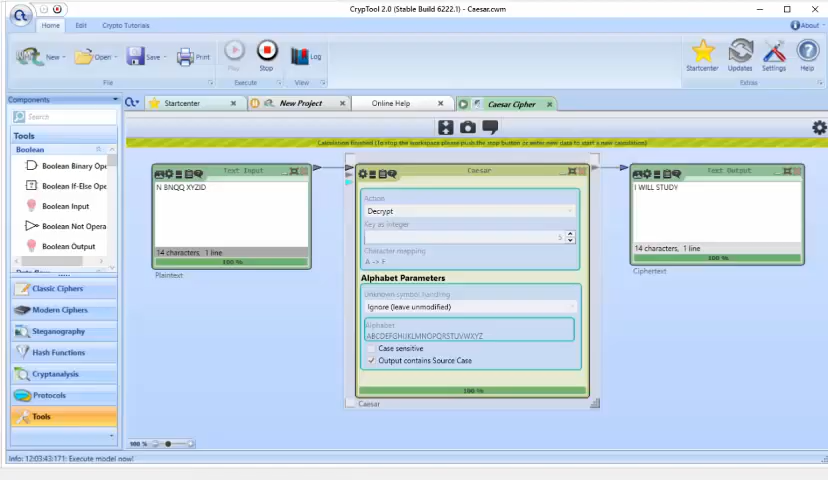 CrypTool 2.0 (Stable Build 6222.1) - Caesar.cwm
Home Edit Crypto Tutorials About
New Open Save Print
Play Stop Log
Startcenter Updates Settings Help
File Execute View Extras
Components
Startcenter New Project Online Help Caesar Cipher
Search
Tools
Boolean
Boolean Binary Ope
Boolean If-Else Ope
Boolean Input
Boolean Not Opera
Boolean Output
Classic Ciphers
Modern Ciphers
Steganography
Hash Functions
Cryptanalysis
Protocols
Tools
Text Input
N BNQQ XYZID
14 characters, 1 line
100 %
Plaintext
Caesar
Action
Decrypt
Key as integer
5
Character mapping
A -> F
Alphabet Parameters
Unknown symbol handling
Ignore (leave unmodified)
Alphabet
ABCDEFGHIJKLMNOPQRSTUVWXYZ
Case sensitive
Output contains Source Case
100 %
Caesar
Text Output
I WILL STUDY
14 characters, 1 line
100 %
Ciphertext
100 %
Info: 12:03:43:171: Execute model now!